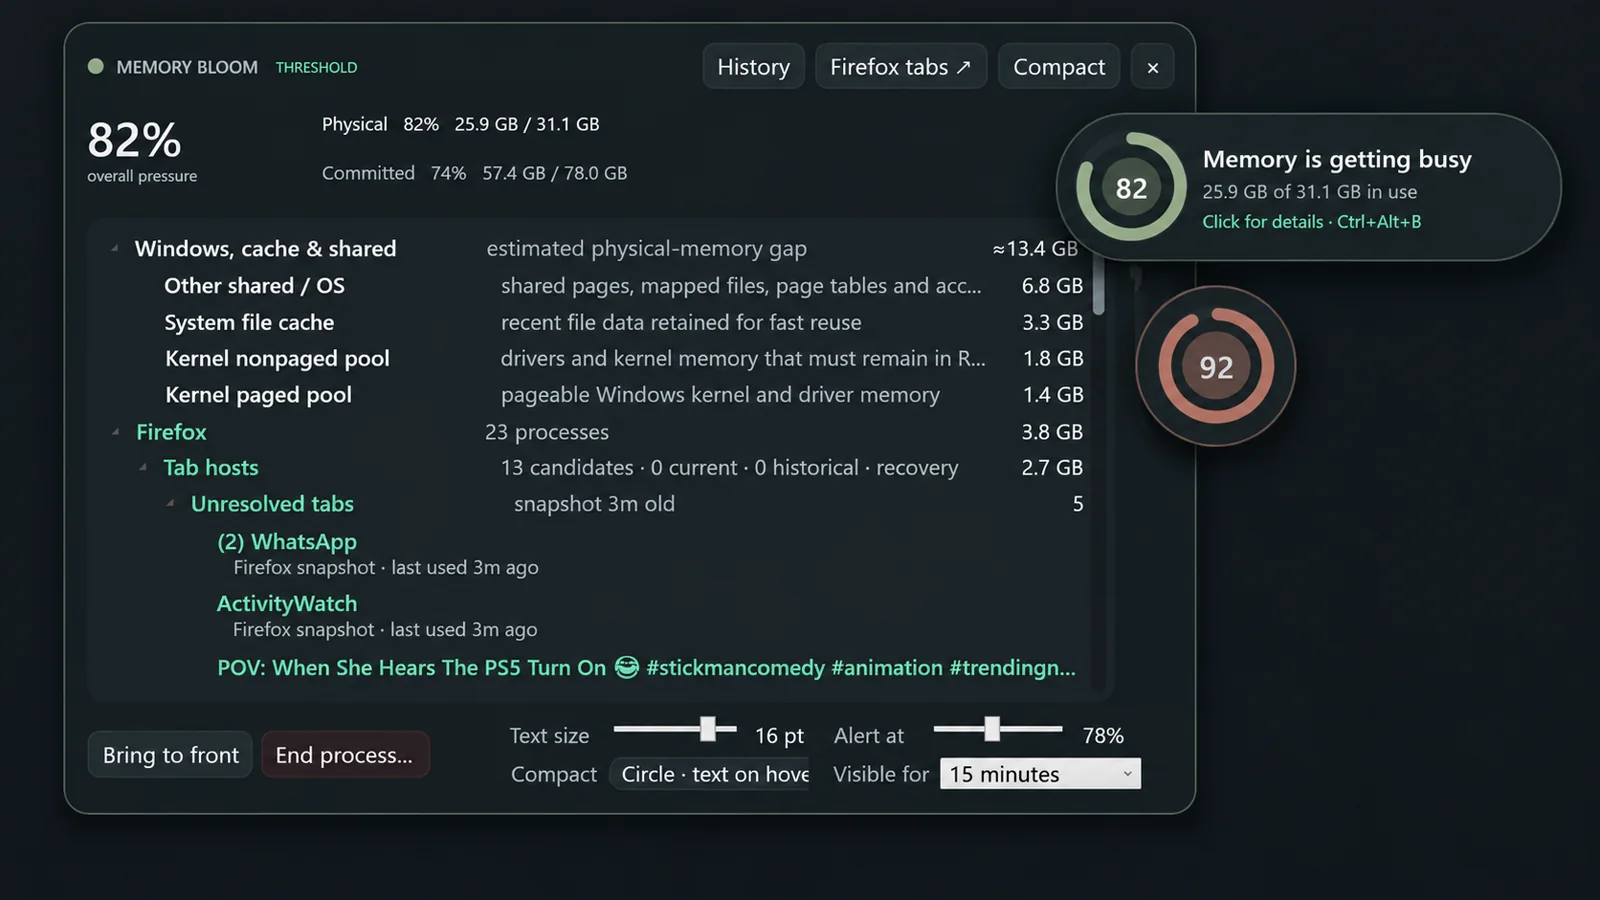 MEMORY BLOOM THRESHOLD
History Firefox tabs ↗ Compact ×
82%
overall pressure
Physical 82% 25.9 GB / 31.1 GB
Committed 74% 57.4 GB / 78.0 GB
82
Memory is getting busy
25.9 GB of 31.1 GB in use
Click for details · Ctrl+Alt+B
92
Windows, cache & shared estimated physical-memory gap ≈13.4 GB
Other shared / OS shared pages, mapped files, page tables and acc... 6.8 GB
System file cache recent file data retained for fast reuse 3.3 GB
Kernel nonpaged pool drivers and kernel memory that must remain in R... 1.8 GB
Kernel paged pool pageable Windows kernel and driver memory 1.4 GB
Firefox 23 processes 3.8 GB
Tab hosts 13 candidates · 0 current · 0 historical · recovery 2.7 GB
Unresolved tabs snapshot 3m old 5
(2) WhatsApp
Firefox snapshot · last used 3m ago
ActivityWatch
Firefox snapshot · last used 3m ago
POV: When She Hears The PS5 Turn On 😂 #stickmancomedy #animation #trendingn...
Bring to front End process...
Text size 16 pt Alert at 78%
Compact Circle · text on hove Visible for 15 minutes